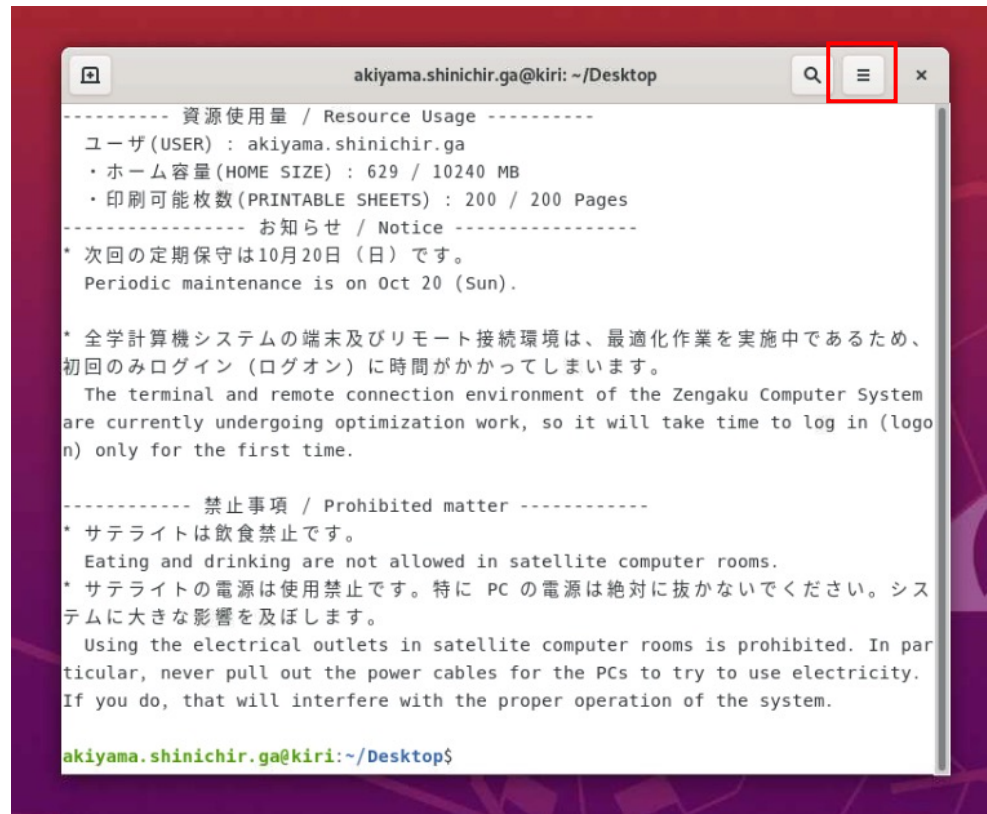 akiyama.shinichir.ga@kiri: ~/Desktop
---------- 資源使用量 / Resource Usage ----------
ユーザ(USER) : akiyama.shinichir.ga
・ホーム容量(HOME SIZE) : 629 / 10240 MB
・印刷可能枚数(PRINTABLE SHEETS) : 200 / 200 Pages
----------------- お知らせ / Notice -----------------
* 次回の定期保守は10月20日（日）です。
Periodic maintenance is on Oct 20 (Sun).
* 全学計算機システムの端末及びリモート接続環境は、最適化作業を実施中であるため、
初回のみログイン (ログオン) に時間がかかってしまいます。
The terminal and remote connection environment of the Zengaku Computer System
are currently undergoing optimization work, so it will take time to log in (logo
n) only for the first time.
------------ 禁止事項 / Prohibited matter ------------
* サテライトは飲食禁止です。
Eating and drinking are not allowed in satellite computer rooms.
* サテライトの電源は使用禁止です。特に PC の電源は絶対に抜かないでください。シス
テムに大きな影響を及ぼします。
Using the electrical outlets in satellite computer rooms is prohibited. In par
ticular, never pull out the power cables for the PCs to try to use electricity.
If you do, that will interfere with the proper operation of the system.
akiyama.shinichir.ga@kiri:~/Desktop$